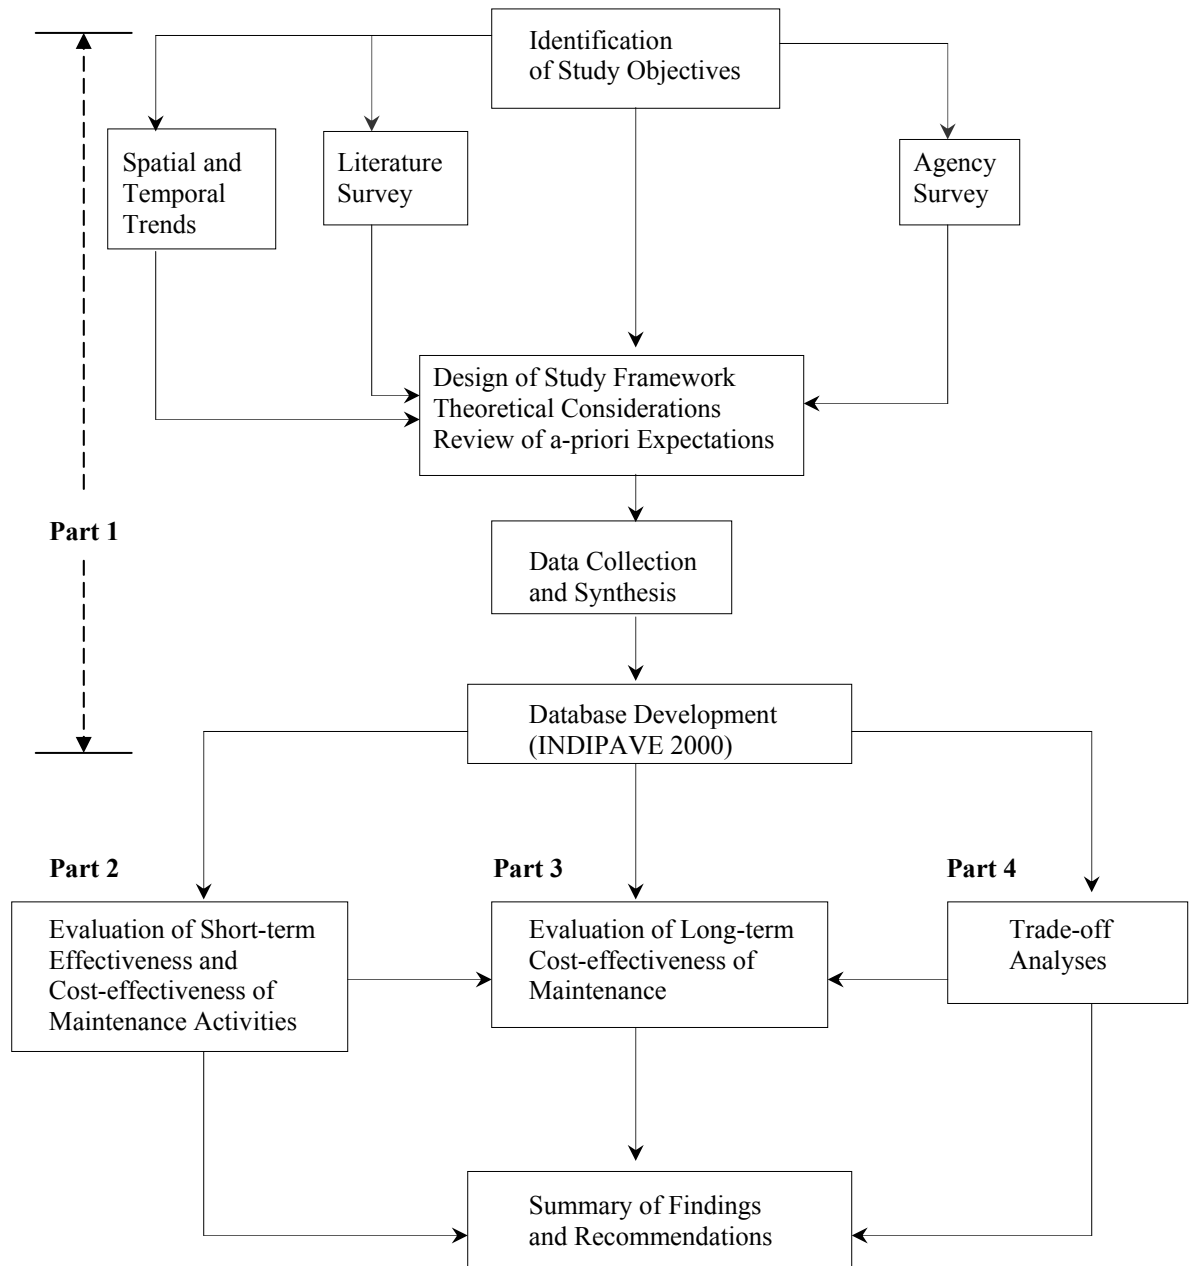 Identification
of Study Objectives
Spatial and
Temporal
Trends
Literature
Survey
Agency
Survey
Design of Study Framework
Theoretical Considerations
Review of a-priori Expectations
Part 1
Data Collection
and Synthesis
Database Development
(INDIPAVE 2000)
Part 2
Part 3
Part 4
Evaluation of Short-term
Effectiveness and
Cost-effectiveness of
Maintenance Activities
Evaluation of Long-term
Cost-effectiveness of
Maintenance
Trade-off
Analyses
Summary of Findings
and Recommendations